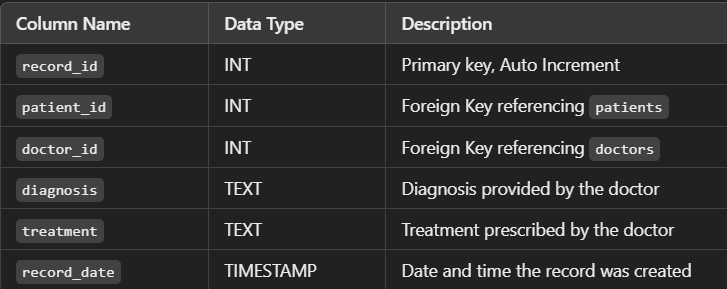 Column Name Data Type Description
record_id INT Primary key, Auto Increment
patient_id INT Foreign Key referencing patients
doctor_id INT Foreign Key referencing doctors
diagnosis TEXT Diagnosis provided by the doctor
treatment TEXT Treatment prescribed by the doctor
record_date TIMESTAMP Date and time the record was created